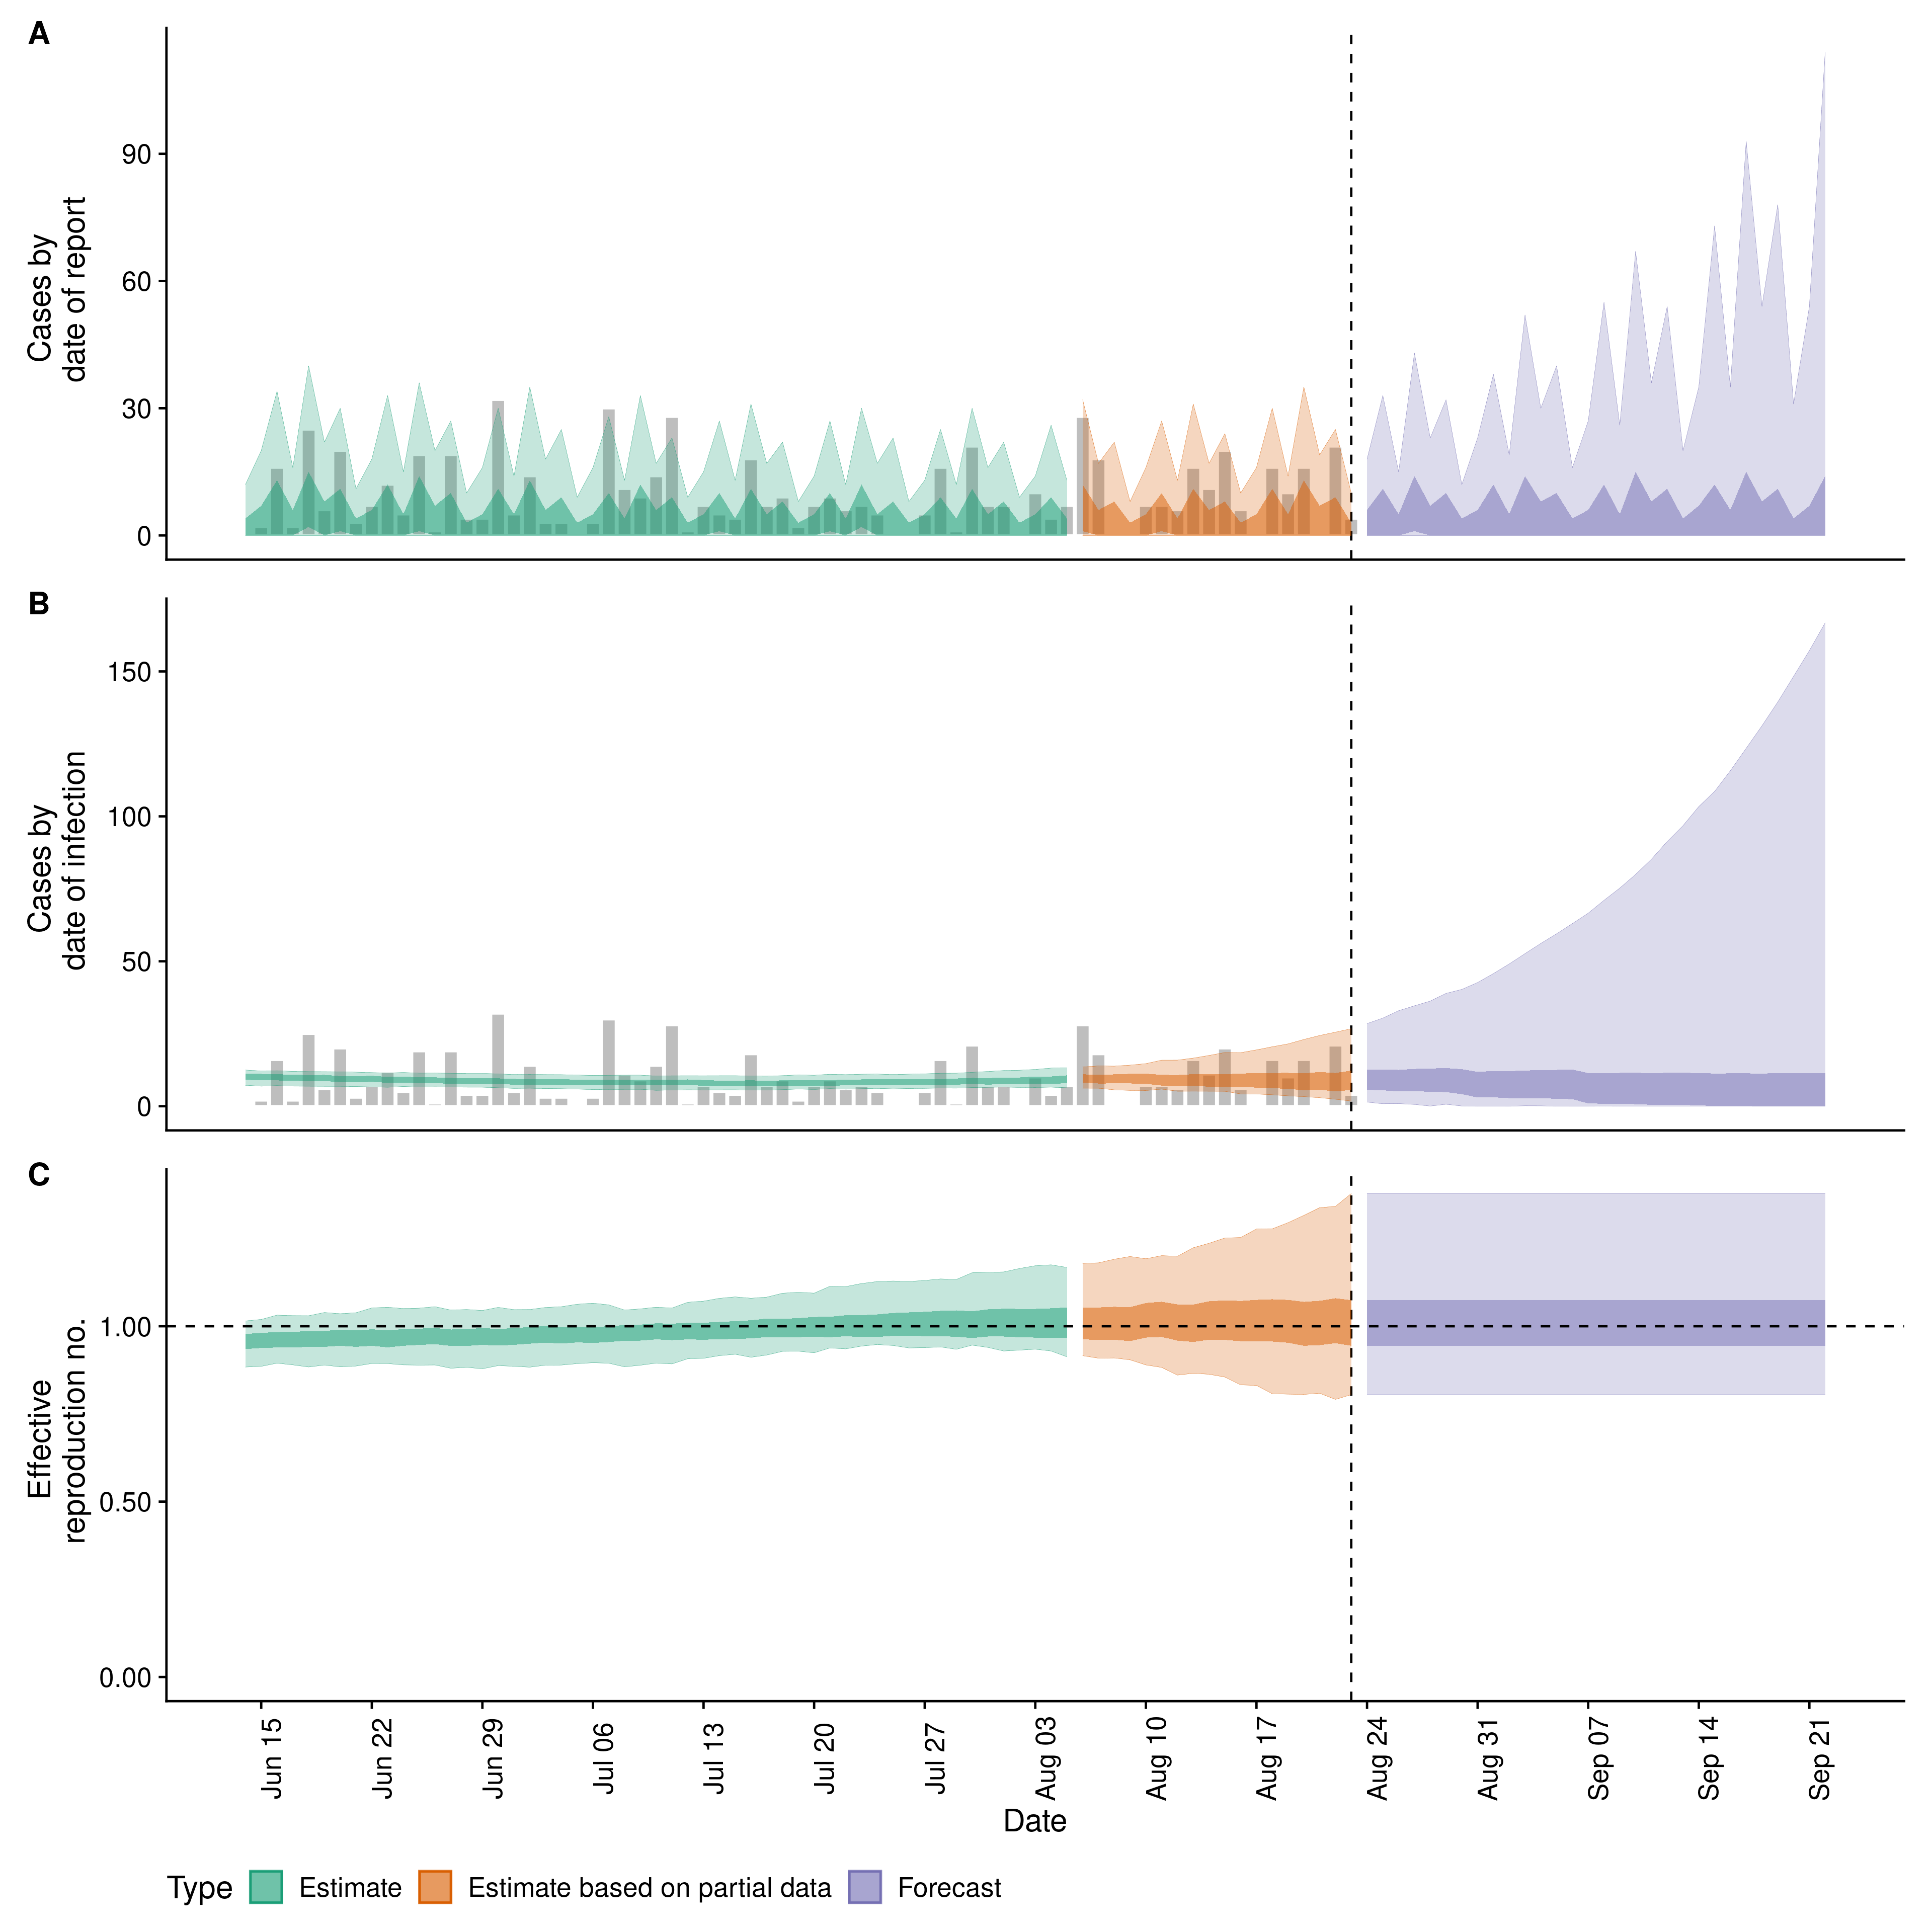 A
Cases by
date of report
90
60
30
0
B
Cases by
date of infection
150
100
50
0
C
Effective
reproduction no.
1.00
0.50
0.00
Jun 15
Jun 22
Jun 29
Jul 06
Jul 13
Jul 20
Jul 27
Aug 03
Aug 10
Aug 17
Aug 24
Aug 31
Sep 07
Sep 14
Sep 21
Date
Type Estimate Estimate based on partial data Forecast